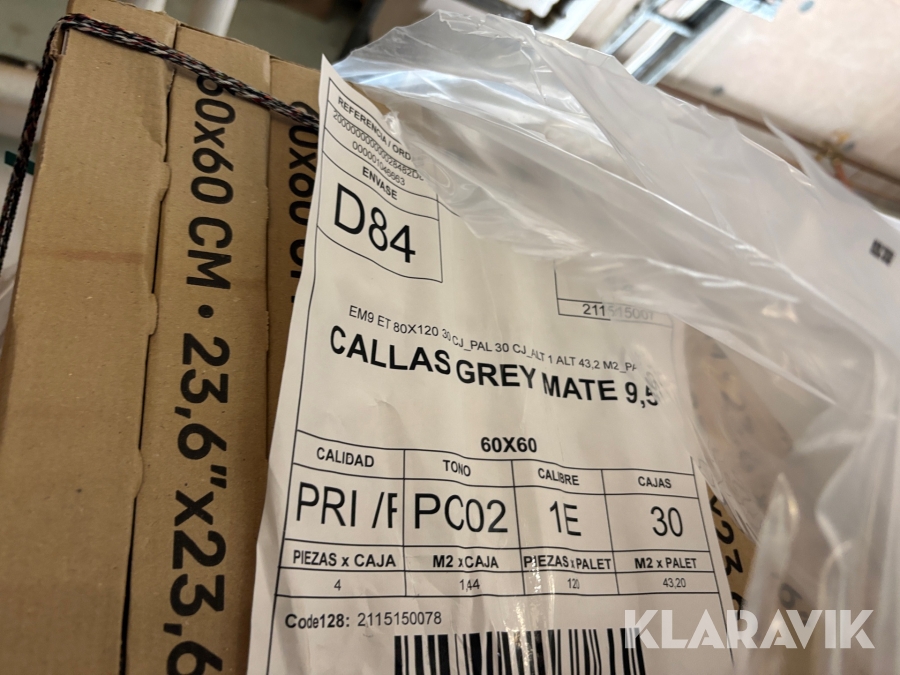 60x60 CM • 23,6"x23,6
60x60 C
REFERENCIA / ORD
000001046663
ENVASE
D84
EM9 ET 80X120 30 CJ_PAL 30 CJ_ALT 1 ALT 43,2 M2_PA
CALLAS GREY MATE 9,5
60X60
CALIDAD TONO CALIBRE CAJAS
PRI /F PC02 1E 30
PIEZAS x CAJA M2 x CAJA PIEZAS x PALET M2 x PALET
4 1,44 120 43,20
Code128: 2115150078
KLARAVIK